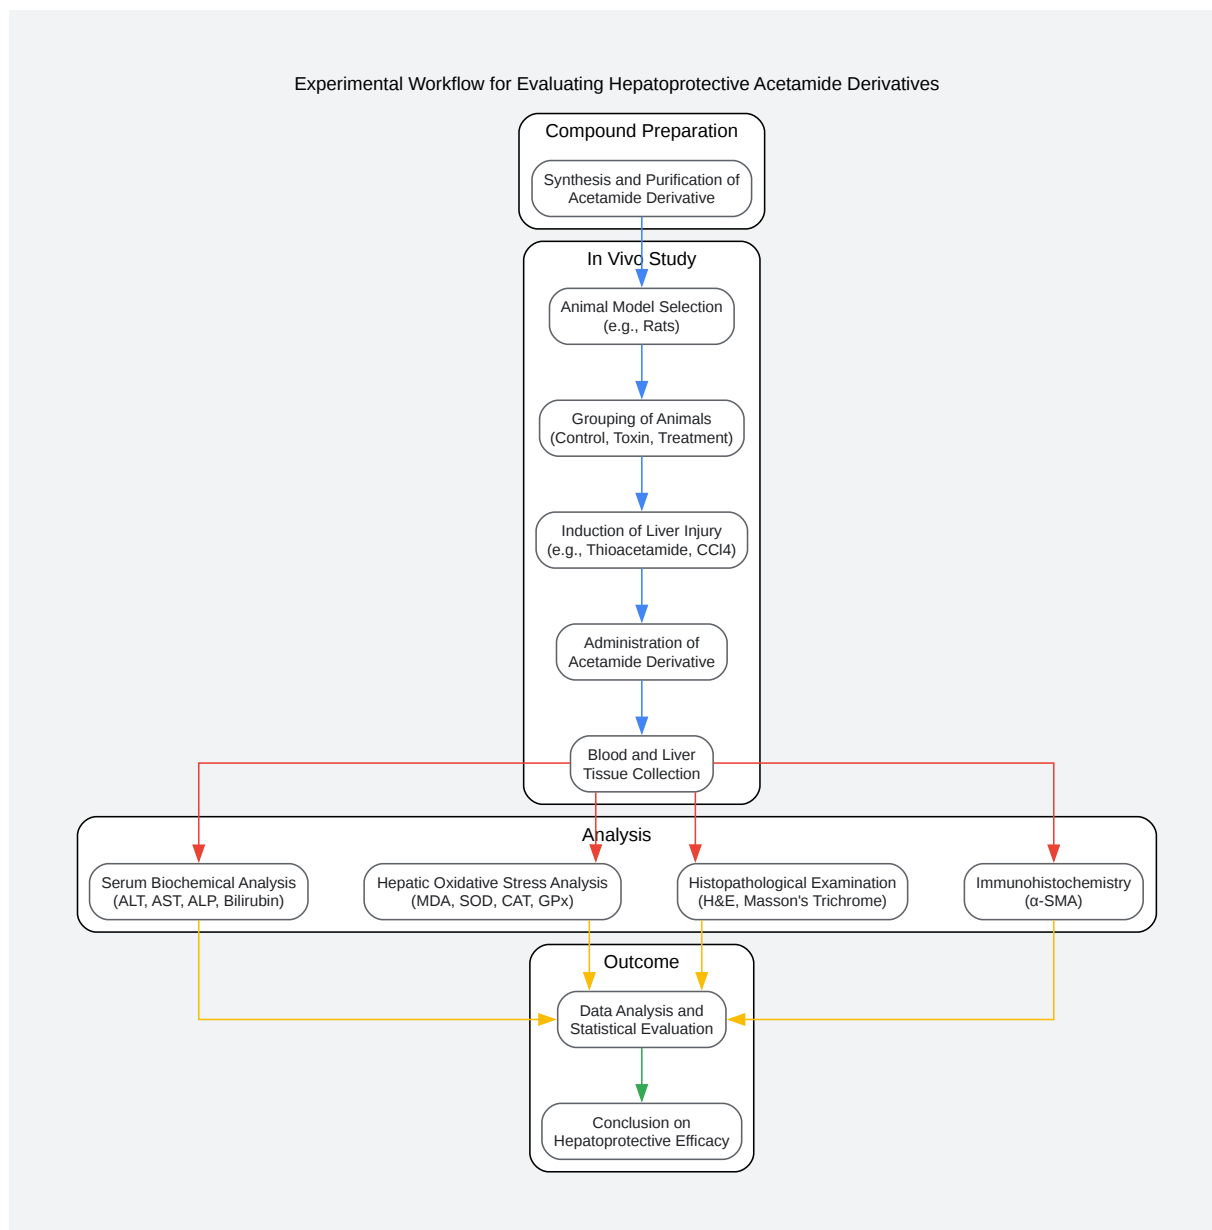 Experimental Workflow for Evaluating Hepatoprotective Acetamide Derivatives
Compound Preparation
Synthesis and Purification of
Acetamide Derivative
In Vivo Study
Animal Model Selection
(e.g., Rats)
Grouping of Animals
(Control, Toxin, Treatment)
Induction of Liver Injury
(e.g., Thioacetamide, CCl4)
Administration of
Acetamide Derivative
Blood and Liver
Tissue Collection
Analysis
Serum Biochemical Analysis
(ALT, AST, ALP, Bilirubin)
Hepatic Oxidative Stress Analysis
(MDA, SOD, CAT, GPx)
Histopathological Examination
(H&E, Masson's Trichrome)
Immunohistochemistry
(α-SMA)
Outcome
Data Analysis and
Statistical Evaluation
Conclusion on
Hepatoprotective Efficacy